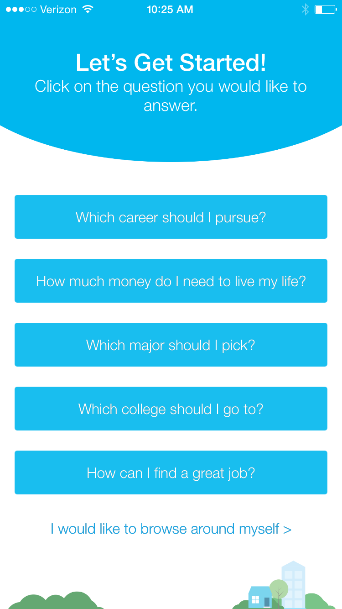 Verizon 10:25 AM
Let's Get Started!
Click on the question you would like to
answer.
Which career should I pursue?
How much money do I need to live my life?
Which major should I pick?
Which college should I go to?
How can I find a great job?
I would like to browse around myself >